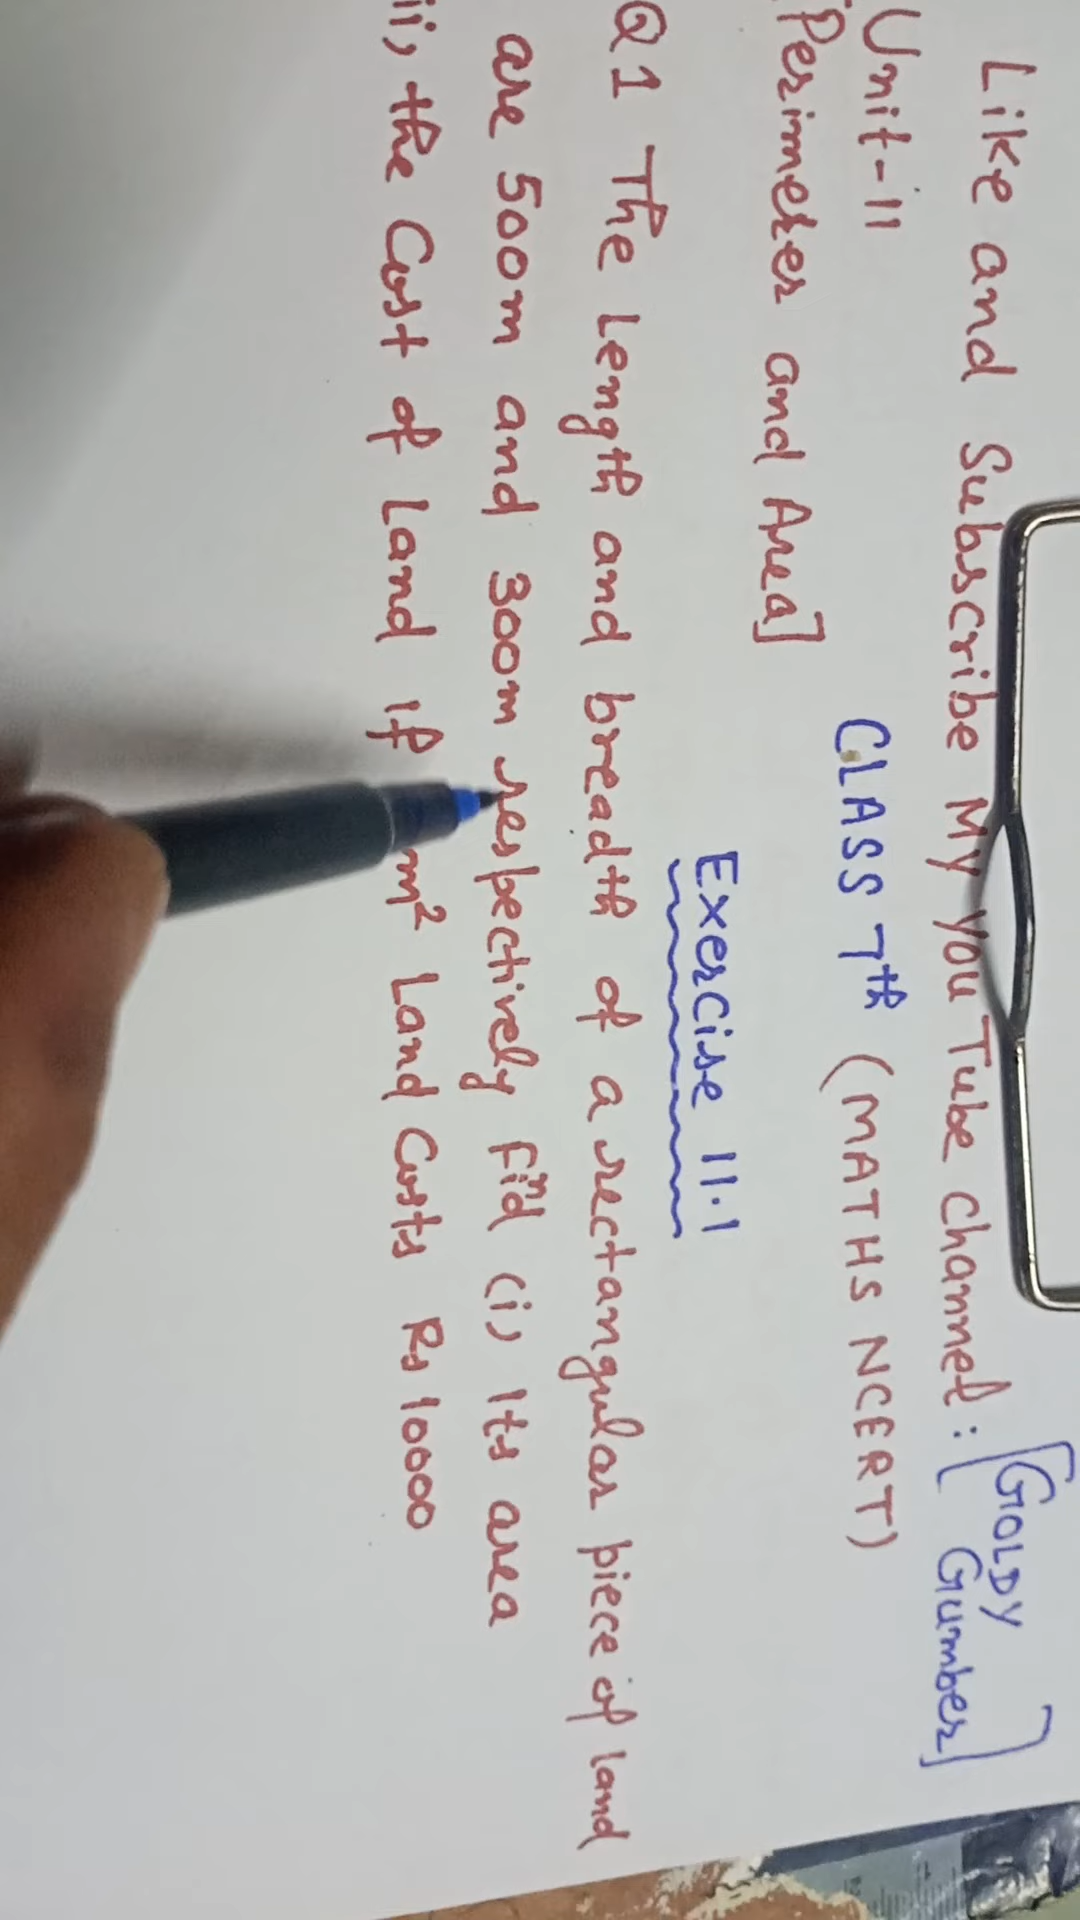 Like and Subscribe My YouTube channel: [GOLDY Gumber]
Unit-11
CLASS 7th (MATHS NCERT)
Perimeter and Area]
Exercise 11.1
Q1 The Length and breadth of a rectangular piece of land
are 500m and 300m respectively find (i) its area
ii) the Cost of Land if m² Land Costs Rs 10000